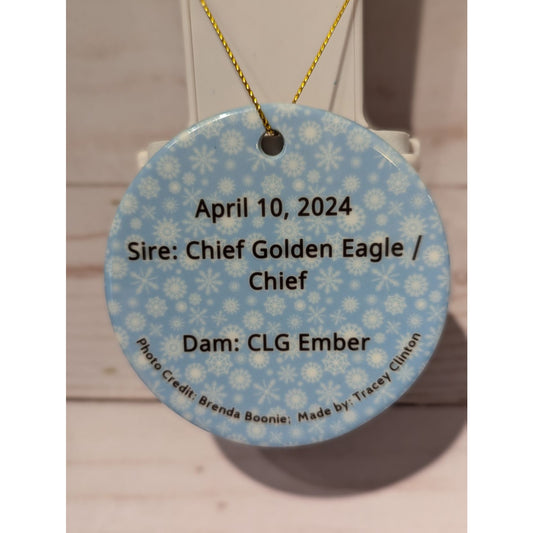 April 10, 2024
Sire: Chief Golden Eagle /
Chief
Dam: CLG Ember
Photo Credit: Brenda Boonie; Made by: Tracey Clinton